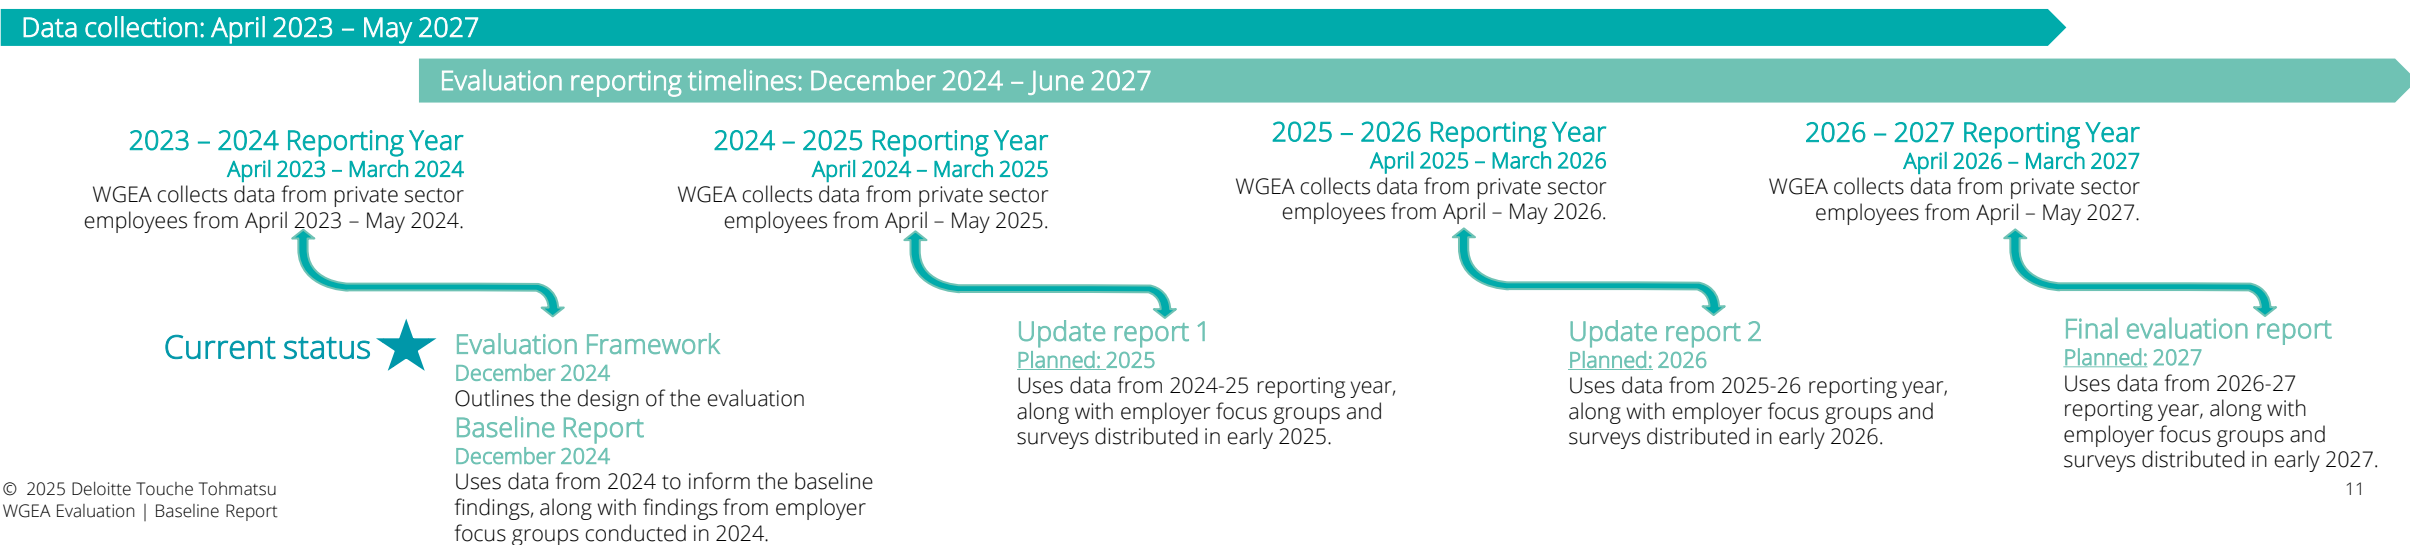 Data collection: April 2023 – May 2027
Evaluation reporting timelines: December 2024 – June 2027
2023 – 2024 Reporting Year
April 2023 – March 2024
WGEA collects data from private sector
employees from April 2023 – May 2024.
2024 – 2025 Reporting Year
April 2024 – March 2025
WGEA collects data from private sector
employees from April – May 2025.
2025 – 2026 Reporting Year
April 2025 – March 2026
WGEA collects data from private sector
employees from April – May 2026.
2026 – 2027 Reporting Year
April 2026 – March 2027
WGEA collects data from private sector
employees from April – May 2027.
Current status
Evaluation Framework
December 2024
Outlines the design of the evaluation
Baseline Report
December 2024
Uses data from 2024 to inform the baseline
findings, along with findings from employer
focus groups conducted in 2024.
Update report 1
Planned: 2025
Uses data from 2024-25 reporting year,
along with employer focus groups and
surveys distributed in early 2025.
Update report 2
Planned: 2026
Uses data from 2025-26 reporting year,
along with employer focus groups and
surveys distributed in early 2026.
Final evaluation report
Planned: 2027
Uses data from 2026-27
reporting year, along with
employer focus groups and
surveys distributed in early 2027.
© 2025 Deloitte Touche Tohmatsu
WGEA Evaluation | Baseline Report
11